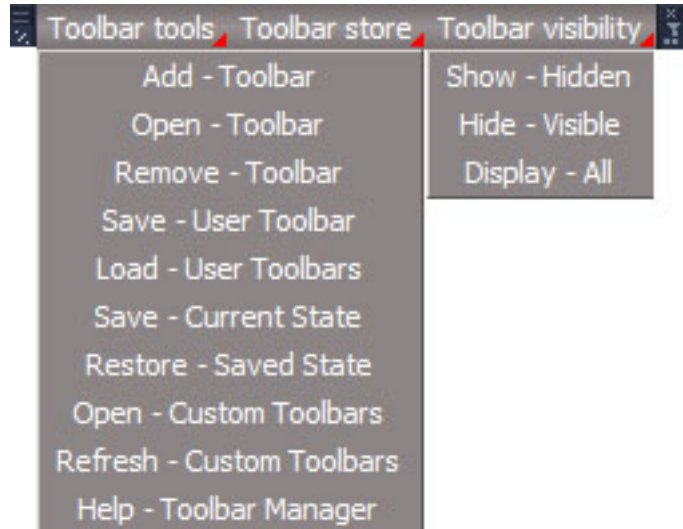 Toolbar tools Toolbar store Toolbar visibility
Add - Toolbar
Open - Toolbar
Remove - Toolbar
Save - User Toolbar
Load - User Toolbars
Save - Current State
Restore - Saved State
Open - Custom Toolbars
Refresh - Custom Toolbars
Help - Toolbar Manager
Show - Hidden
Hide - Visible
Display - All